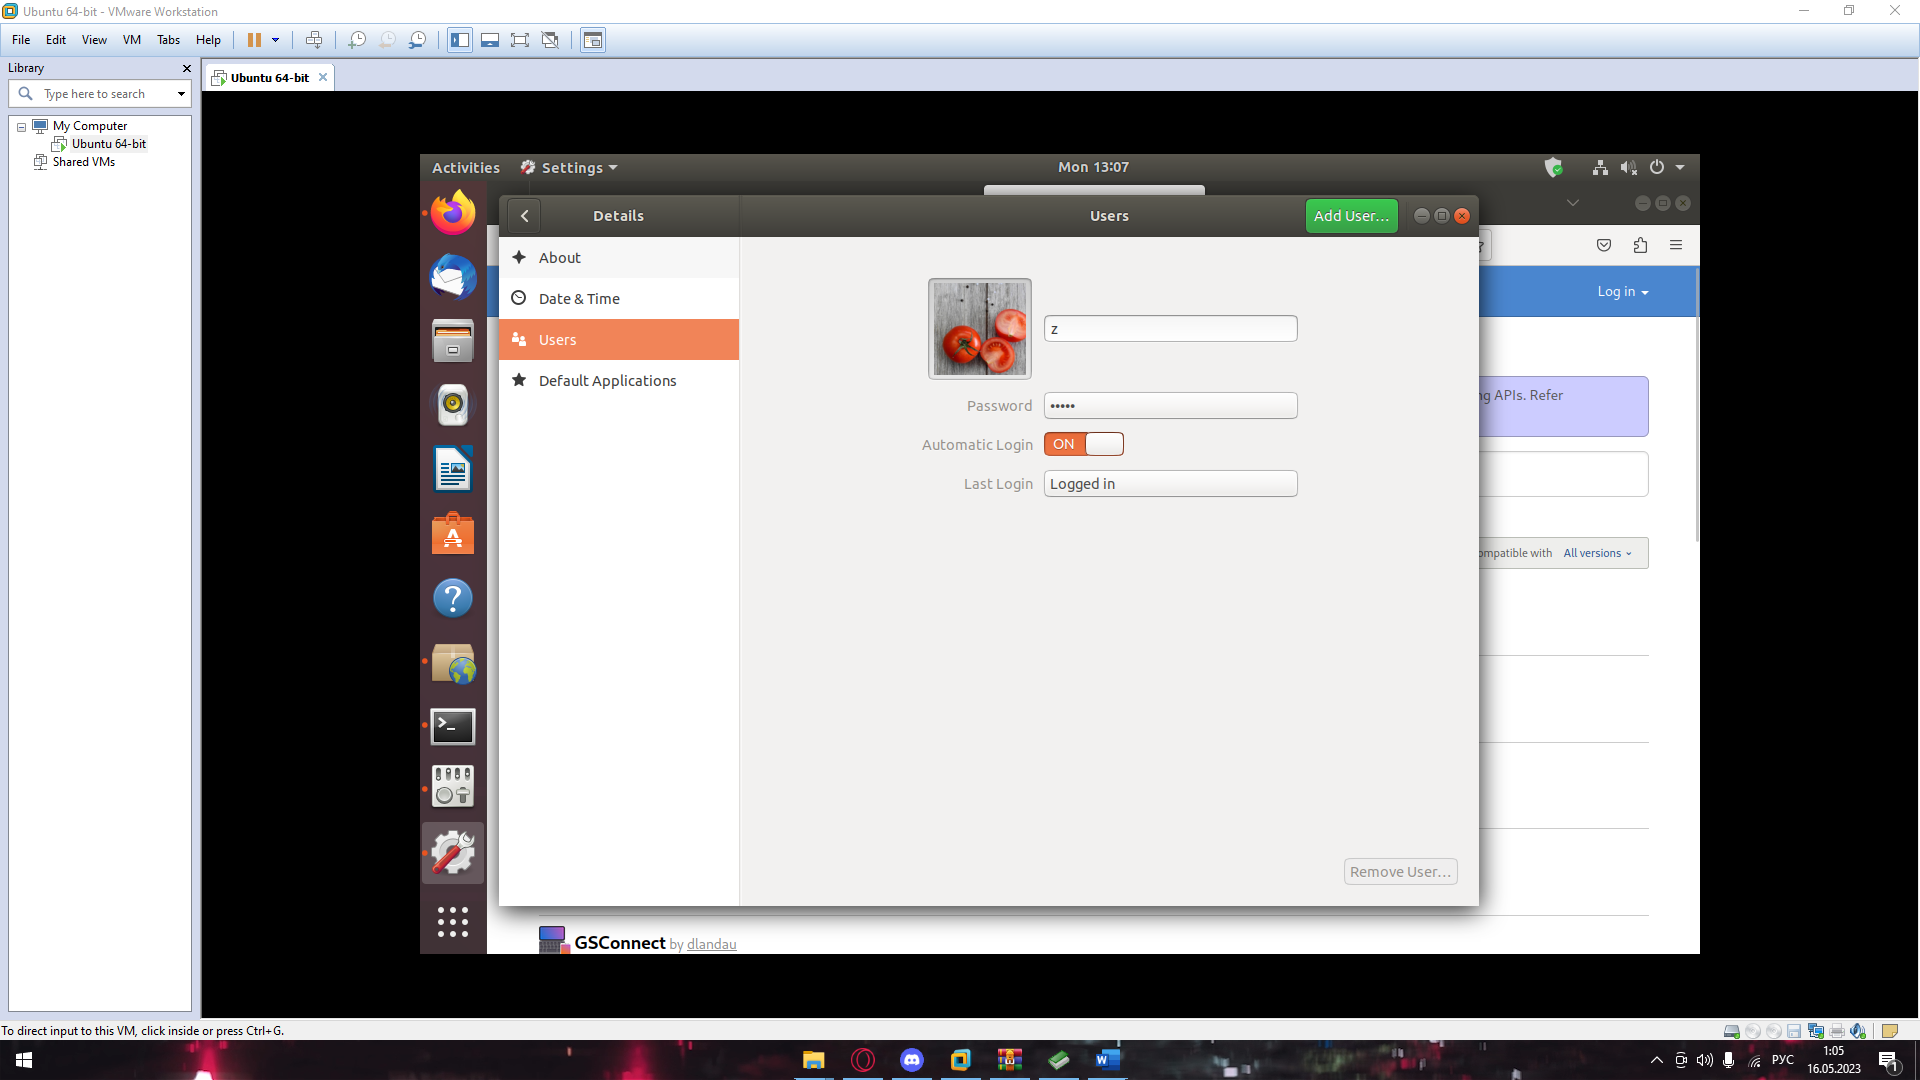 Ubuntu 64-bit - VMware Workstation
File Edit View VM Tabs Help
Library
Ubuntu 64-bit
Type here to search
My Computer
Ubuntu 64-bit
Shared VMs
Activities Settings Mon 13:07
Details Users Add User...
About
Date & Time
Users
Default Applications
z
Password •••••
Automatic Login ON
Last Login Logged in
Remove User...
Log in
APIs. Refer
compatible with All versions
GSConnect by dlandau
To direct input to this VM, click inside or press Ctrl+G.
РУС
1:05
16.05.2023
1